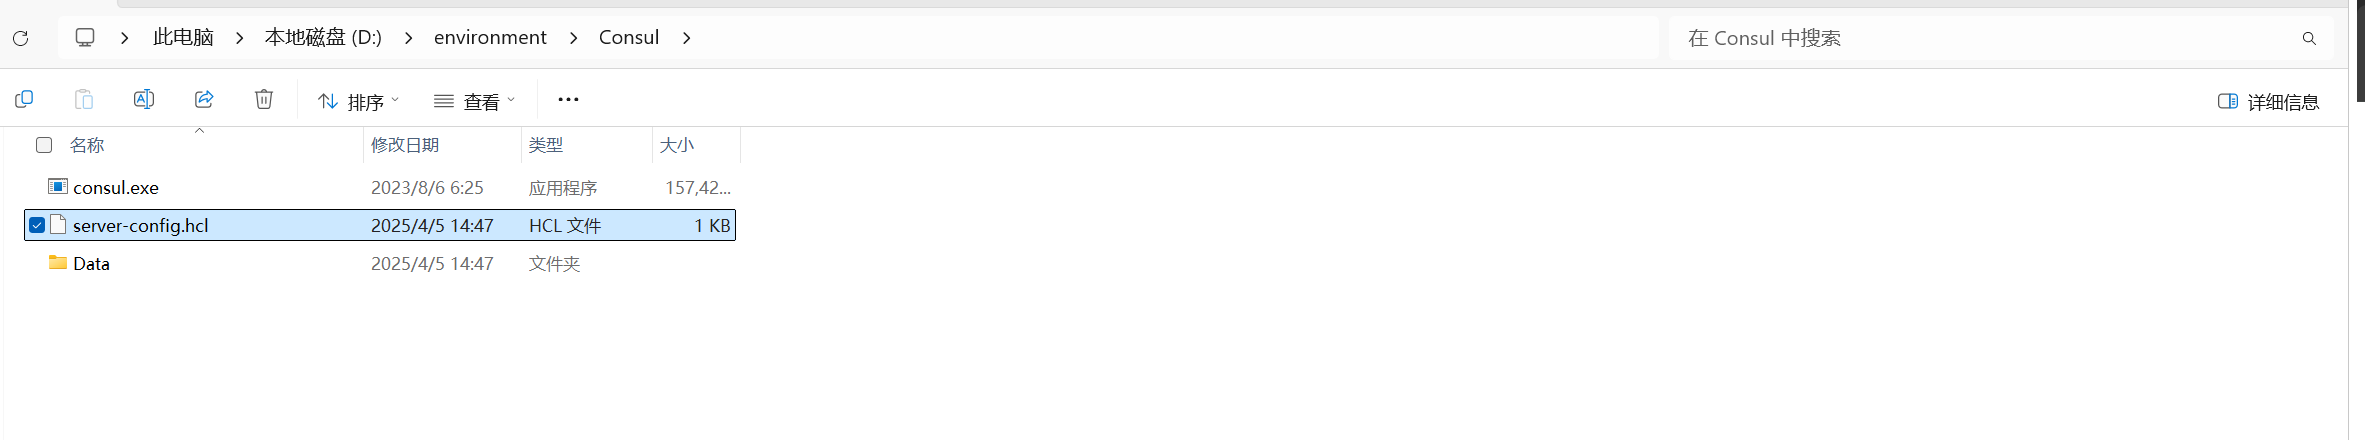 此电脑 本地磁盘 (D:) environment Consul 在 Consul 中搜索
排序 查看 详细信息
名称 修改日期 类型 大小
consul.exe 2023/8/6 6:25 应用程序 157,42...
server-config.hcl 2025/4/5 14:47 HCL 文件 1 KB
Data 2025/4/5 14:47 文件夹